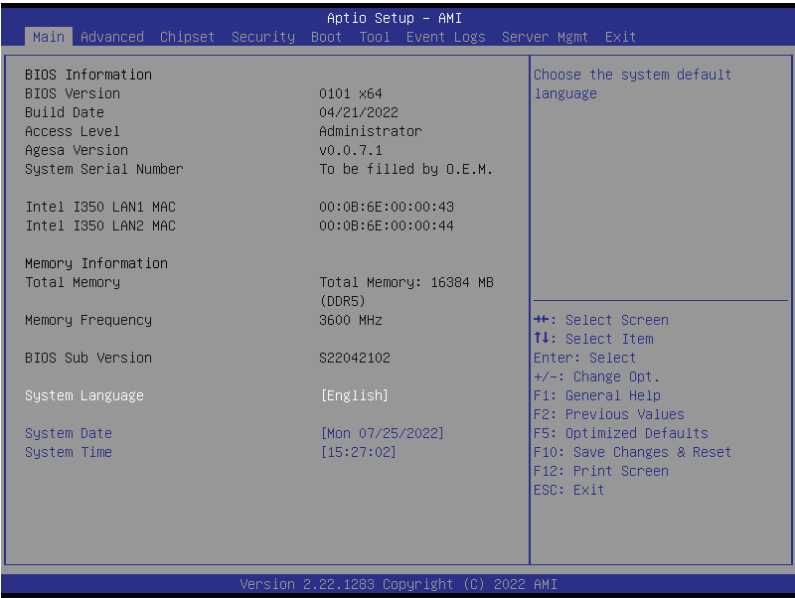 Aptio Setup – AMI
Main Advanced Chipset Security Boot Tool Event Logs Server Mgmt Exit
BIOS Information
BIOS Version 0101 x64
Build Date 04/21/2022
Access Level Administrator
Agesa Version v0.0.7.1
System Serial Number To be filled by O.E.M.
Intel I350 LAN1 MAC 00:0B:6E:00:00:43
Intel I350 LAN2 MAC 00:0B:6E:00:00:44
Memory Information
Total Memory Total Memory: 16384 MB
(DDR5)
Memory Frequency 3600 MHz
BIOS Sub Version S22042102
System Language [English]
System Date [Mon 07/25/2022]
System Time [15:27:02]
Choose the system default
language
→←: Select Screen
↑↓: Select Item
Enter: Select
+/-: Change Opt.
F1: General Help
F2: Previous Values
F5: Optimized Defaults
F10: Save Changes & Reset
F12: Print Screen
ESC: Exit
Version 2.22.1283 Copyright (C) 2022 AMI